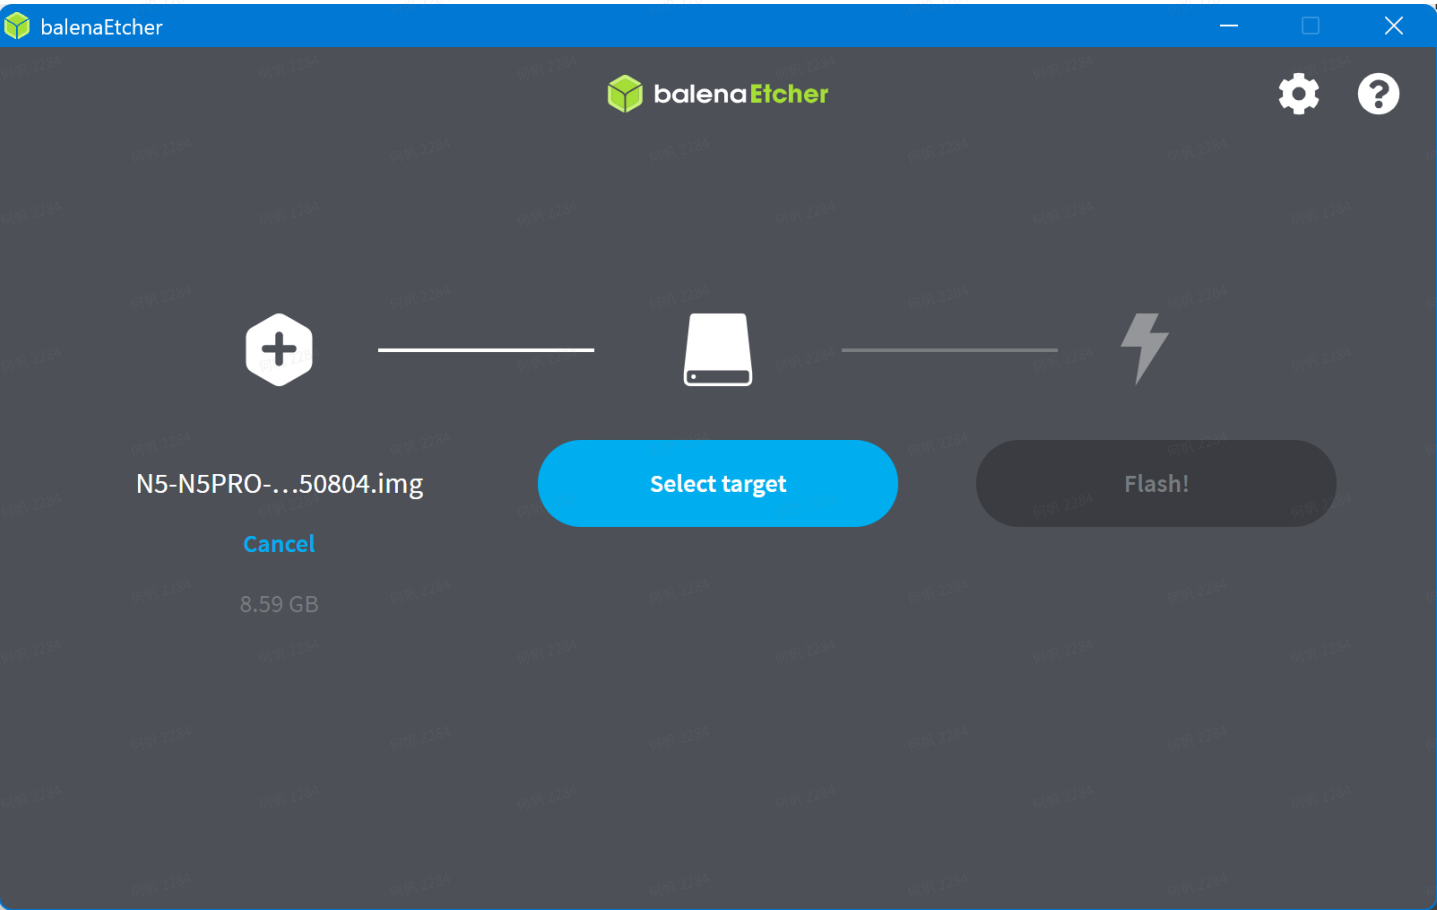 balenaEtcher
balenaEtcher
N5-N5PRO-...50804.img
Select target
Flash!
Cancel
8.59 GB